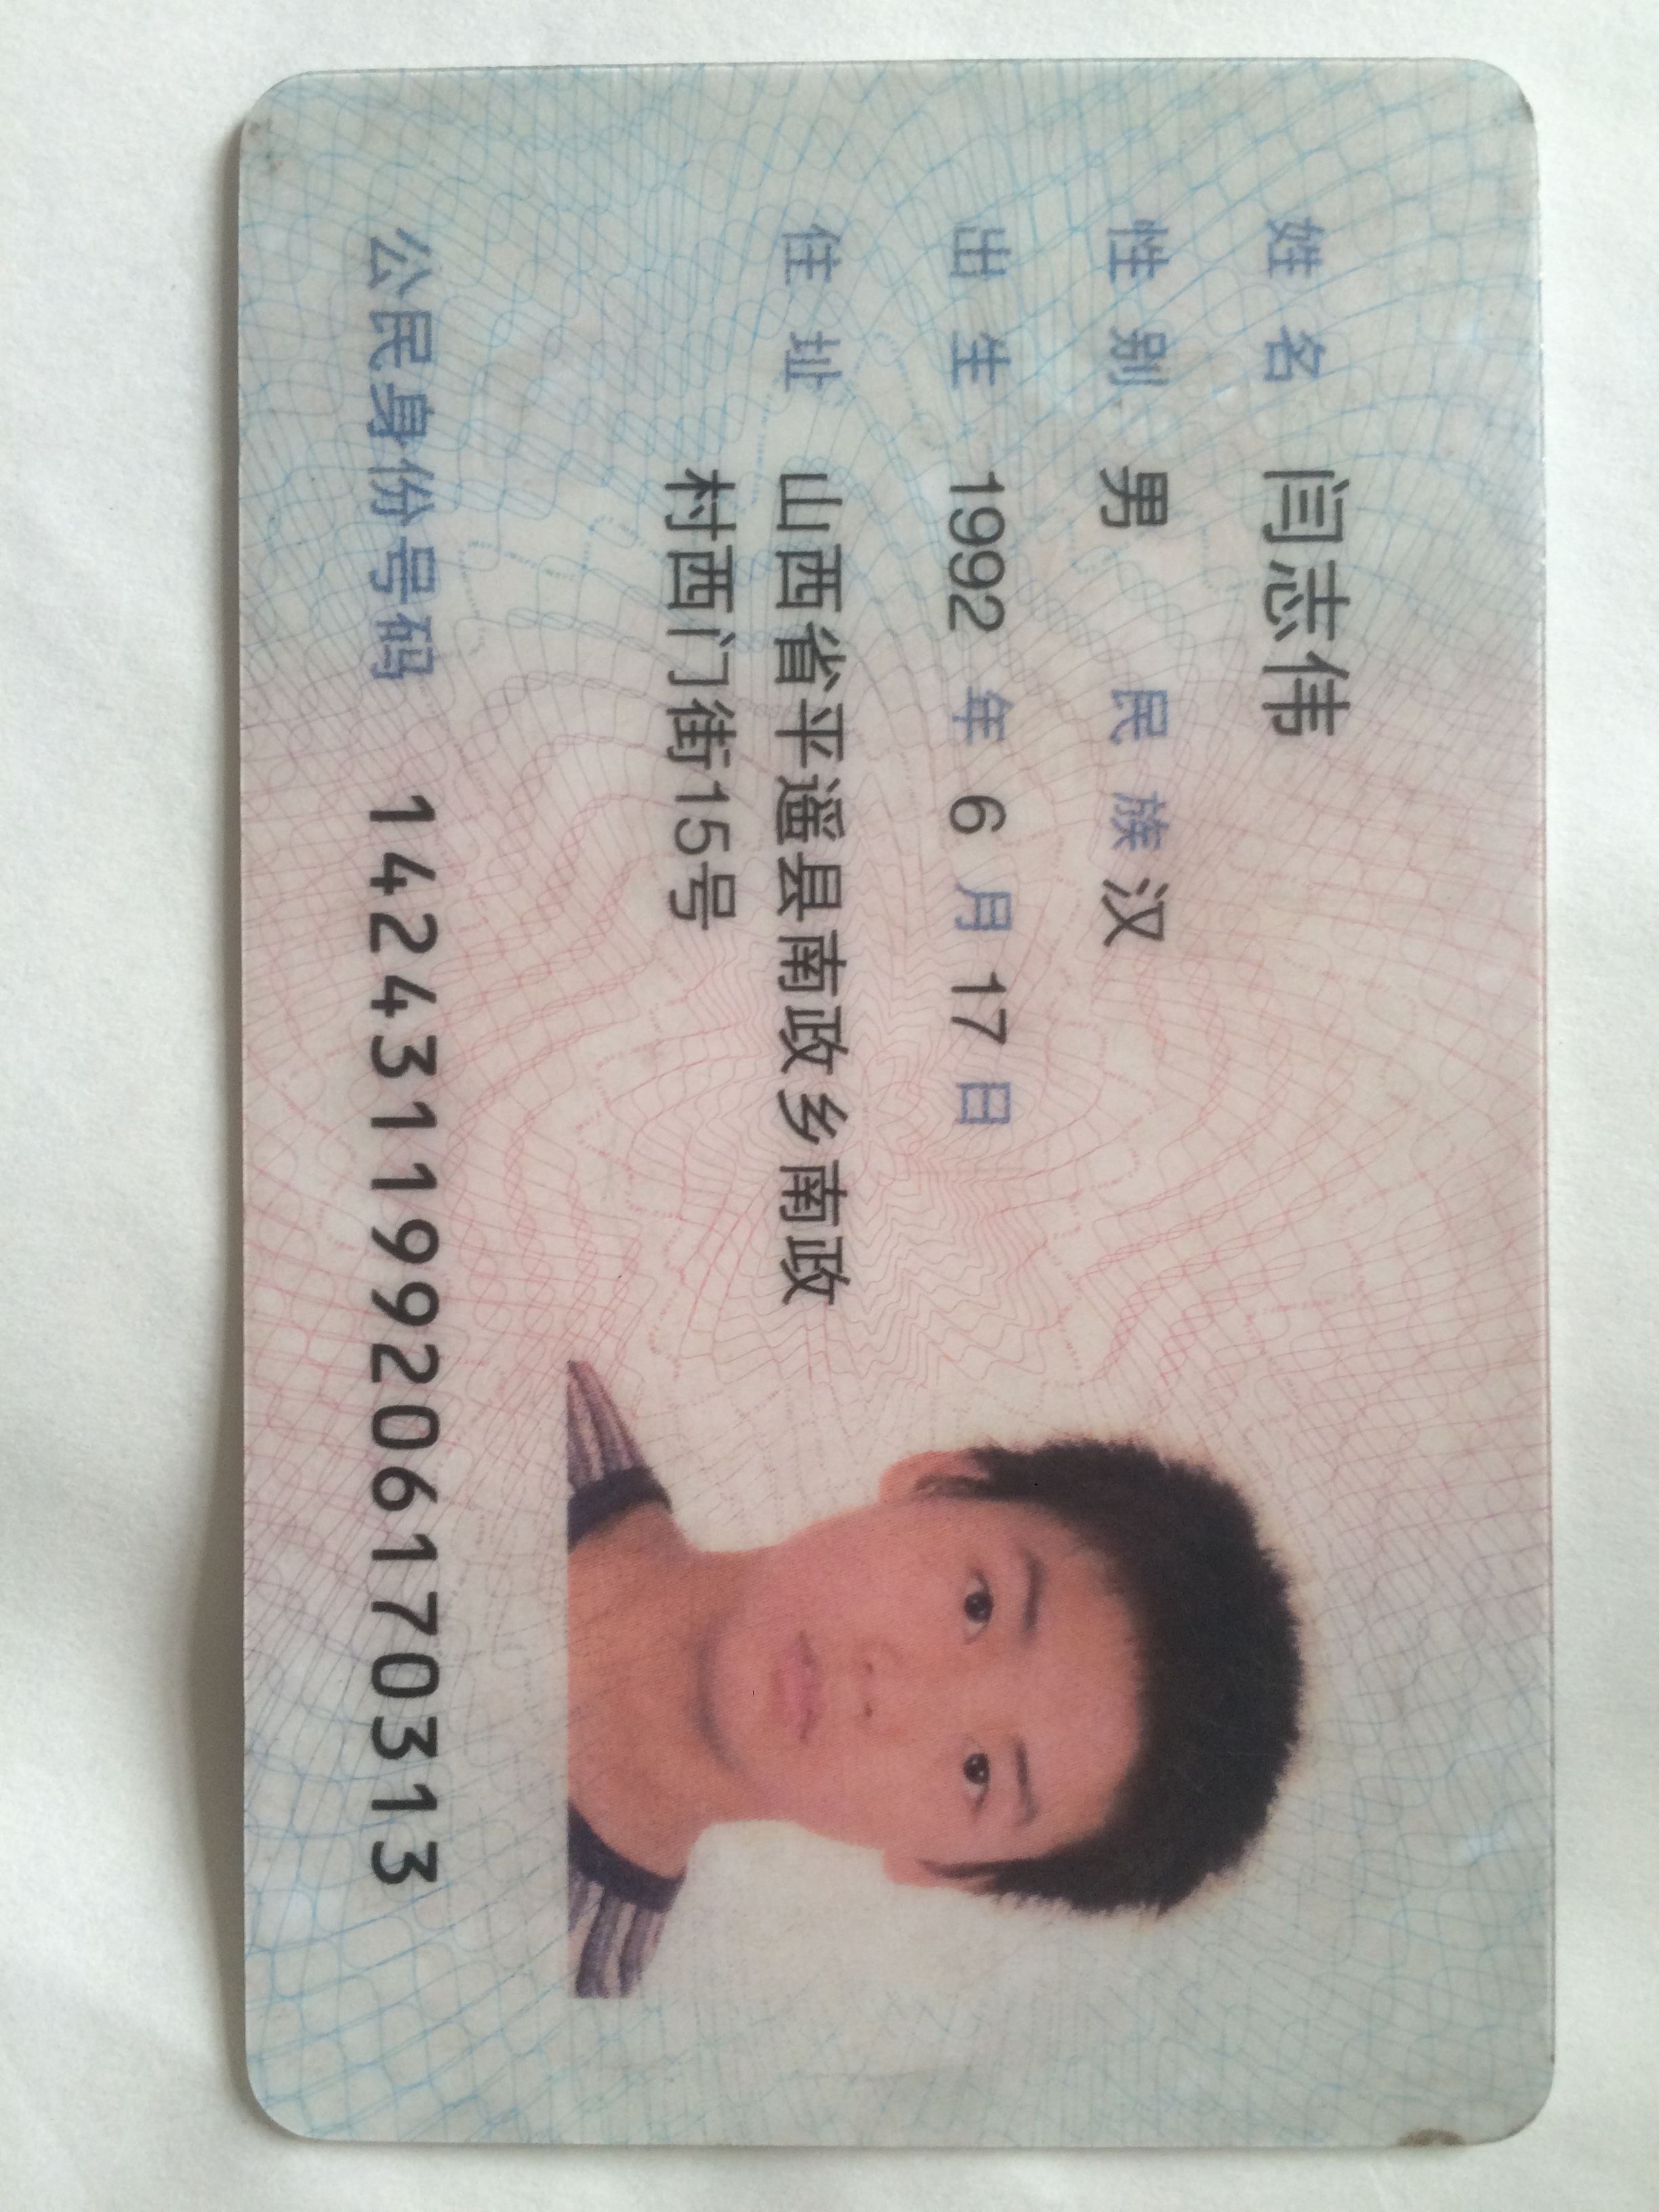 姓名 闫志伟
性别 男 民族 汉
出生 1992 年 6 月 17 日
住址 山西省平遥县南政乡南政
村西门街15号
公民身份号码 142431199206170313